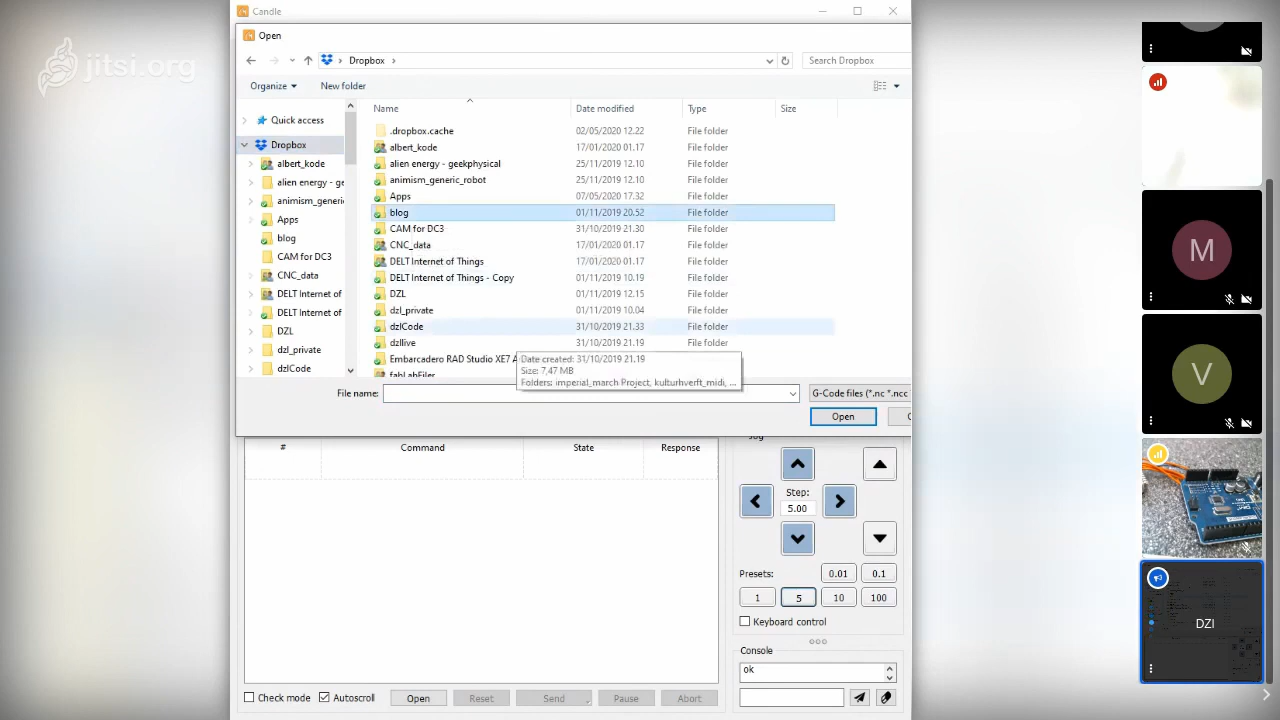 Candle
jitsi.org
Open
Dropbox
Search Dropbox
Organize
New folder
Name
Date modified
Type
Size
Quick access
Dropbox
albert_kode
alien energy - ge
animism_generi
Apps
blog
CAM for DC3
CNC_data
DELT Internet of
DELT Internet of
DZL
dzl_private
dzlCode
.dropbox.cache 02/05/2020 12.22 File folder
albert_kode 17/01/2020 01.17 File folder
alien energy - geekphysical 25/11/2019 12.10 File folder
animism_generic_robot 25/11/2019 12.10 File folder
Apps 07/05/2020 17.32 File folder
blog 01/11/2019 20.52 File folder
CAM for DC3 31/10/2019 21.30 File folder
CNC_data 17/01/2020 01.17 File folder
DELT Internet of Things 17/01/2020 01.17 File folder
DELT Internet of Things - Copy 01/11/2019 10.19 File folder
DZL 01/11/2019 12.15 File folder
dzl_private 01/11/2019 10.04 File folder
dzlCode 31/10/2019 21.33 File folder
dzllive 31/10/2019 21.19 File folder
Embarcadero RAD Studio XE7 A
fabLabFiler
Date created: 31/10/2019 21.19
Size: 7,47 MB
Folders: imperial_march Project, kulturhverft_midi, ...
File name:
G-Code files (*.nc *.ncc
Open
C
Jog
# Command State Response
Step:
5.00
Presets:
0.01
0.1
1
5
10
100
Keyboard control
Console
ok
Check mode
Autoscroll
Open
Reset
Send
Pause
Abort
M
V
DZl